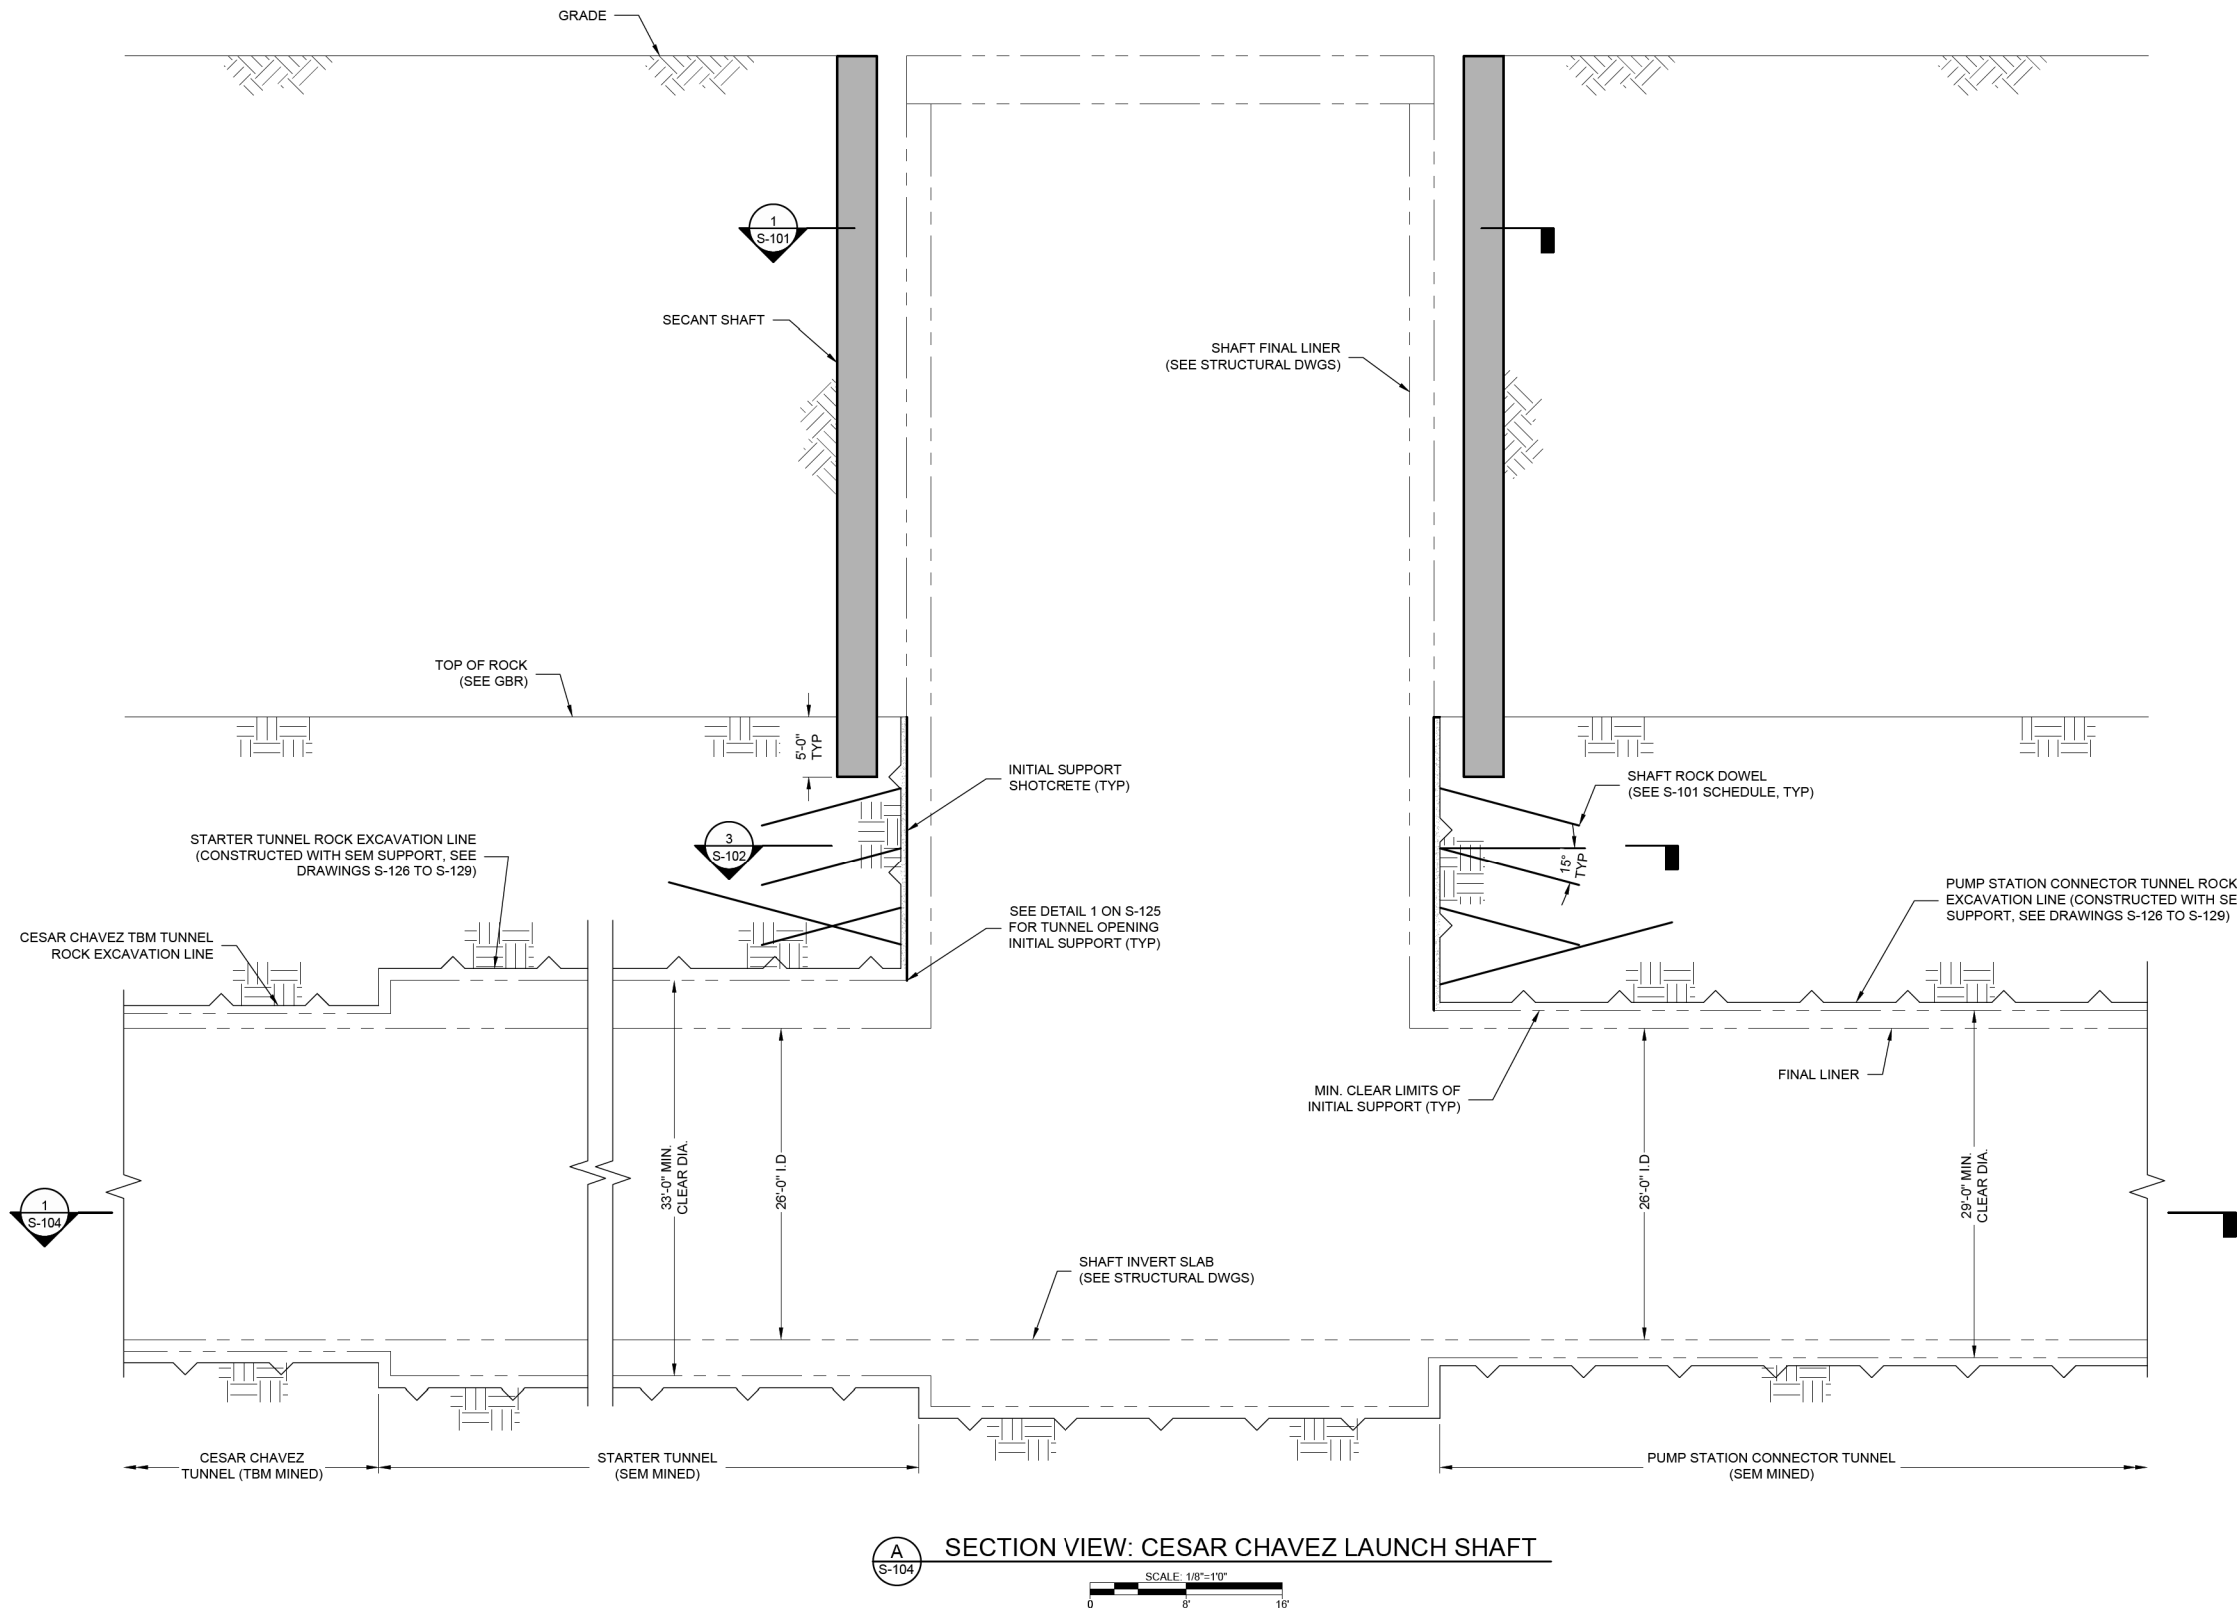 GRADE
1
S-101
SECANT SHAFT
SHAFT FINAL LINER
(SEE STRUCTURAL DWGS)
TOP OF ROCK
(SEE GBR)
5'-0"
TYP
INITIAL SUPPORT
SHOTCRETE (TYP)
SHAFT ROCK DOWEL
(SEE S-101 SCHEDULE, TYP)
STARTER TUNNEL ROCK EXCAVATION LINE
(CONSTRUCTED WITH SEM SUPPORT, SEE
DRAWINGS S-126 TO S-129)
3
S-102
15°
TYP
PUMP STATION CONNECTOR TUNNEL ROCK
EXCAVATION LINE (CONSTRUCTED WITH SE
SUPPORT, SEE DRAWINGS S-126 TO S-129)
SEE DETAIL 1 ON S-125
FOR TUNNEL OPENING
INITIAL SUPPORT (TYP)
CESAR CHAVEZ TBM TUNNEL
ROCK EXCAVATION LINE
FINAL LINER
MIN. CLEAR LIMITS OF
INITIAL SUPPORT (TYP)
33'-0" MIN.
CLEAR DIA.
26'-0" I.D
26'-0" I.D
29'-0" MIN.
CLEAR DIA.
1
S-104
SHAFT INVERT SLAB
(SEE STRUCTURAL DWGS)
CESAR CHAVEZ
TUNNEL (TBM MINED)
STARTER TUNNEL
(SEM MINED)
PUMP STATION CONNECTOR TUNNEL
(SEM MINED)
A
S-104
SECTION VIEW: CESAR CHAVEZ LAUNCH SHAFT
SCALE: 1/8"=1'0"
0 8' 16'